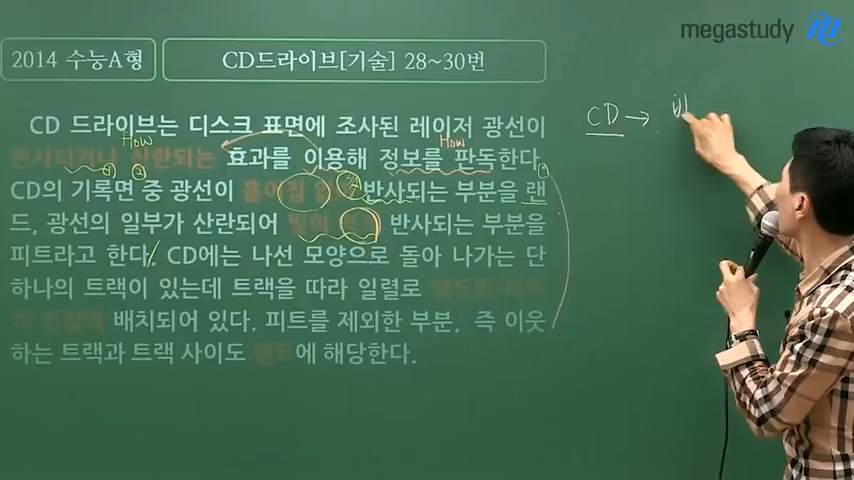 megastudy
2014 수능A형
CD드라이브[기술] 28~30번
CD →
CD 드라이브는 디스크 표면에 조사된 레이저 광선이
How
How
반사되거나 산란되는 효과를 이용해 정보를 판독한다.
① ②
CD의 기록면 중 광선이 흩어짐 없이 반사되는 부분을 랜
드, 광선의 일부가 산란되어 반사되는 부분을
피트라고 한다. CD에는 나선 모양으로 돌아 나가는 단
하나의 트랙이 있는데 트랙을 따라 일렬로 랜드와 피트
가 번갈아 배치되어 있다. 피트를 제외한 부분, 즉 이웃
하는 트랙과 트랙 사이도 랜드에 해당한다.